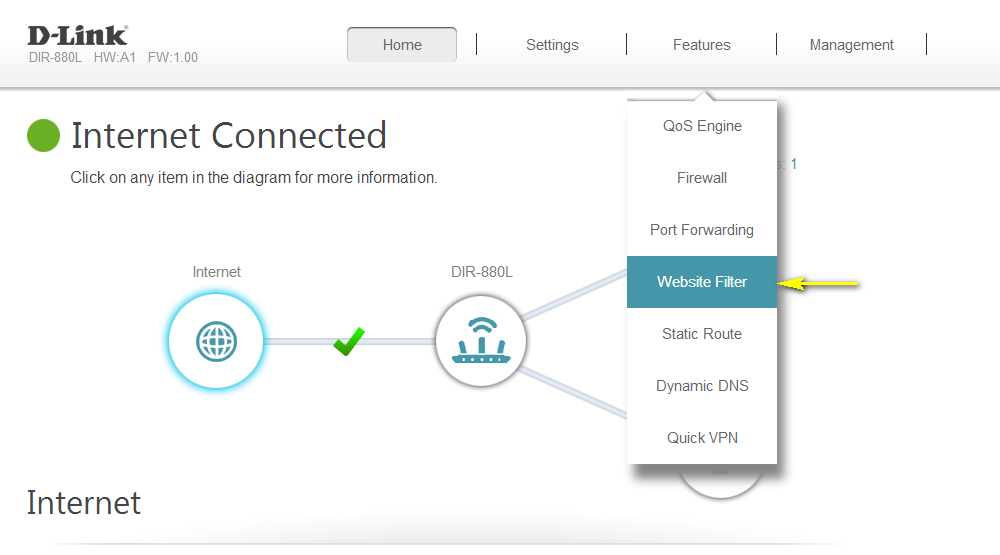 D-Link
DIR-880L HW:A1 FW:1.00
Home
Settings
Features
Management
Internet Connected
Click on any item in the diagram for more information.
QoS Engine
Firewall
Port Forwarding
Website Filter
Static Route
Dynamic DNS
Quick VPN
s: 1
Internet
DIR-880L
Internet